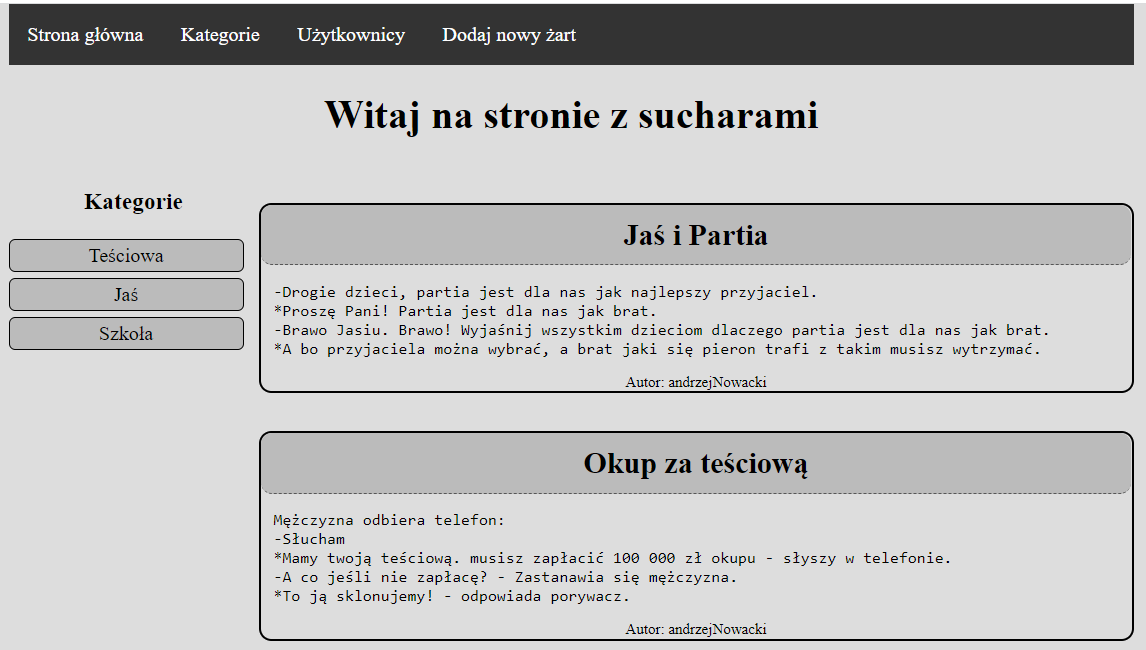 Strona główna Kategorie Użytkownicy Dodaj nowy żart
Witaj na stronie z sucharami
Kategorie
Teściowa
Jaś
Szkoła
Jaś i Partia
-Drogie dzieci, partia jest dla nas jak najlepszy przyjaciel.
*Proszę Pani! Partia jest dla nas jak brat.
-Brawo Jasiu. Brawo! Wyjaśnij wszystkim dzieciom dlaczego partia jest dla nas jak brat.
*A bo przyjaciela można wybrać, a brat jaki się pieron trafi z takim musisz wytrzymać.
Autor: andrzejNowacki
Okup za teściową
Mężczyzna odbiera telefon:
-Słucham
*Mamy twoją teściową. musisz zapłacić 100 000 zł okupu - słyszy w telefonie.
-A co jeśli nie zapłacę? - Zastanawia się mężczyzna.
*To ją sklonujemy! - odpowiada porywacz.
Autor: andrzejNowacki